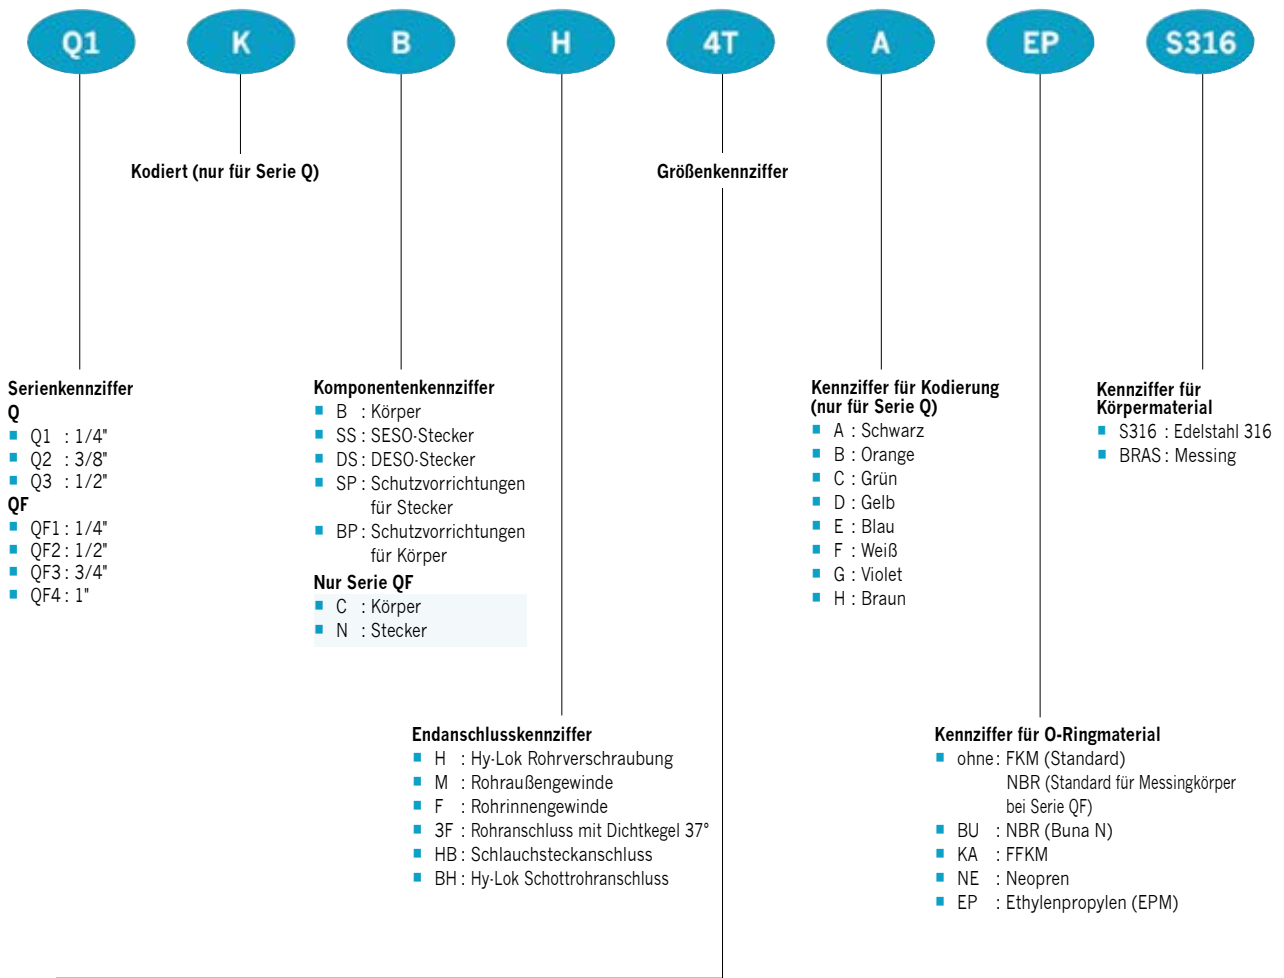 Q1 K B H 4T A EP S316
Kodiert (nur für Serie Q)
Größenkennziffer
Serienkennziffer
Q
Q1 : 1/4"
Q2 : 3/8"
Q3 : 1/2"
QF
QF1 : 1/4"
QF2 : 1/2"
QF3 : 3/4"
QF4 : 1"
Komponentenkennziffer
B : Körper
SS : SESO-Stecker
DS : DESO-Stecker
SP : Schutzvorrichtungen
für Stecker
BP : Schutzvorrichtungen
für Körper
Nur Serie QF
C : Körper
N : Stecker
Kennziffer für Kodierung
(nur für Serie Q)
A : Schwarz
B : Orange
C : Grün
D : Gelb
E : Blau
F : Weiß
G : Violet
H : Braun
Kennziffer für
Körpermaterial
S316 : Edelstahl 316
BRAS : Messing
Endanschlusskennziffer
H : Hy-Lok Rohrverschraubung
M : Rohraußengewinde
F : Rohrinnengewinde
3F : Rohranschluss mit Dichtkegel 37°
HB : Schlauchsteckanschluss
BH : Hy-Lok Schottrohranschluss
Kennziffer für O-Ringmaterial
ohne : FKM (Standard)
NBR (Standard für Messingkörper
bei Serie QF)
BU : NBR (Buna N)
KA : FFKM
NE : Neopren
EP : Ethylenpropylen (EPM)